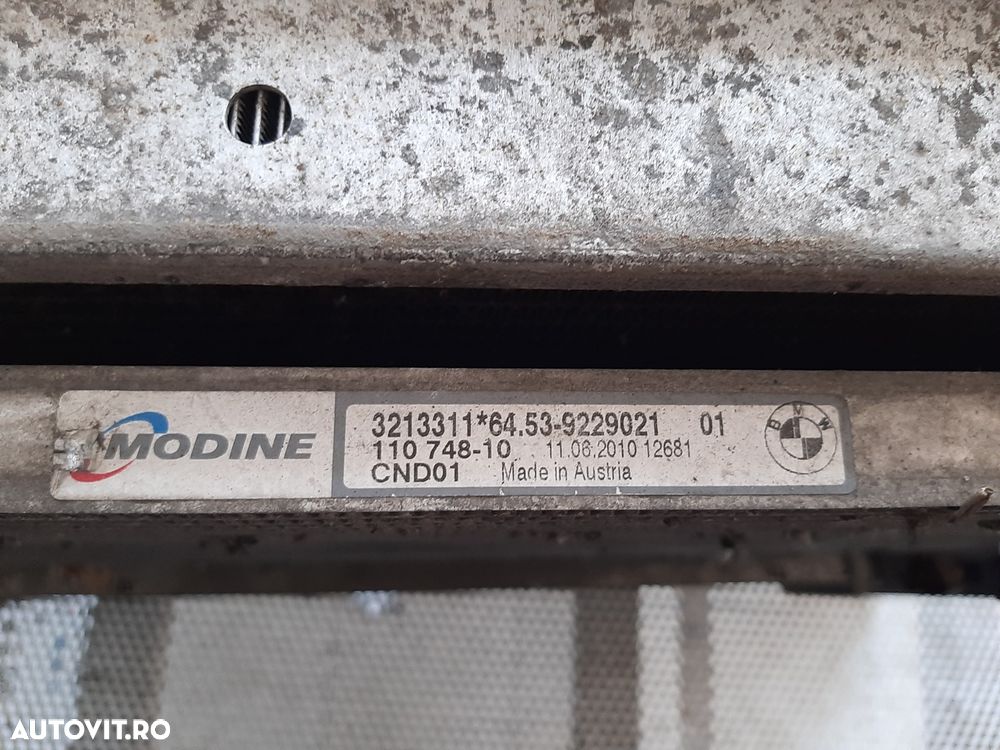 MODINE
3213311*64.53-9229021 01
110 748-10 11.06.2010 12681
CND01 Made in Austria
BMW
AUTOVIT.RO